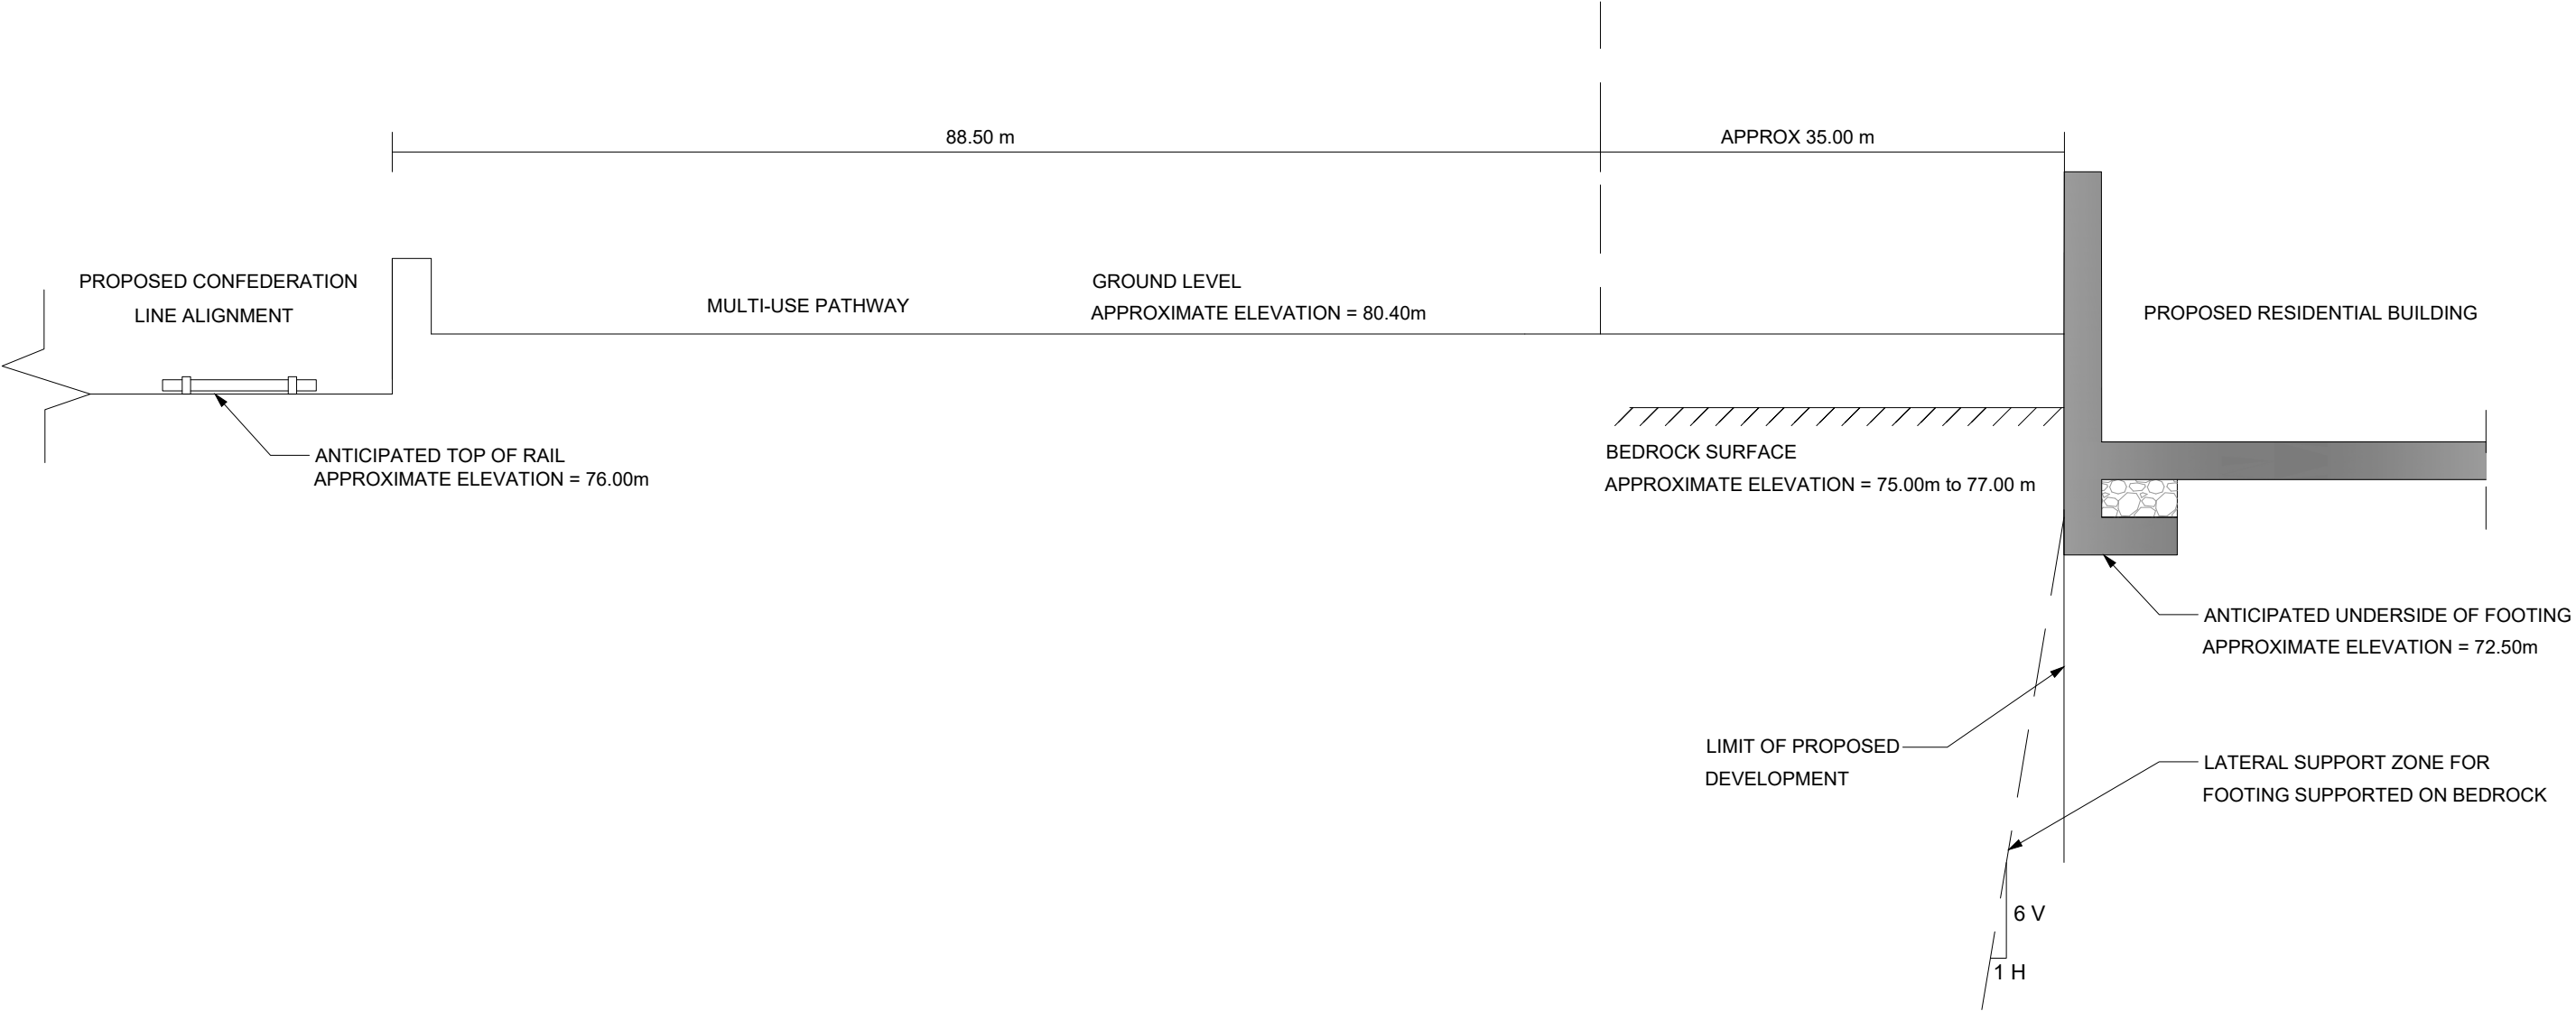 88.50 m
APPROX 35.00 m
PROPOSED CONFEDERATION
LINE ALIGNMENT
MULTI-USE PATHWAY
GROUND LEVEL
APPROXIMATE ELEVATION = 80.40m
PROPOSED RESIDENTIAL BUILDING
ANTICIPATED TOP OF RAIL
APPROXIMATE ELEVATION = 76.00m
BEDROCK SURFACE
APPROXIMATE ELEVATION = 75.00m to 77.00 m
ANTICIPATED UNDERSIDE OF FOOTING
APPROXIMATE ELEVATION = 72.50m
LIMIT OF PROPOSED
DEVELOPMENT
LATERAL SUPPORT ZONE FOR
FOOTING SUPPORTED ON BEDROCK
6 V
1 H